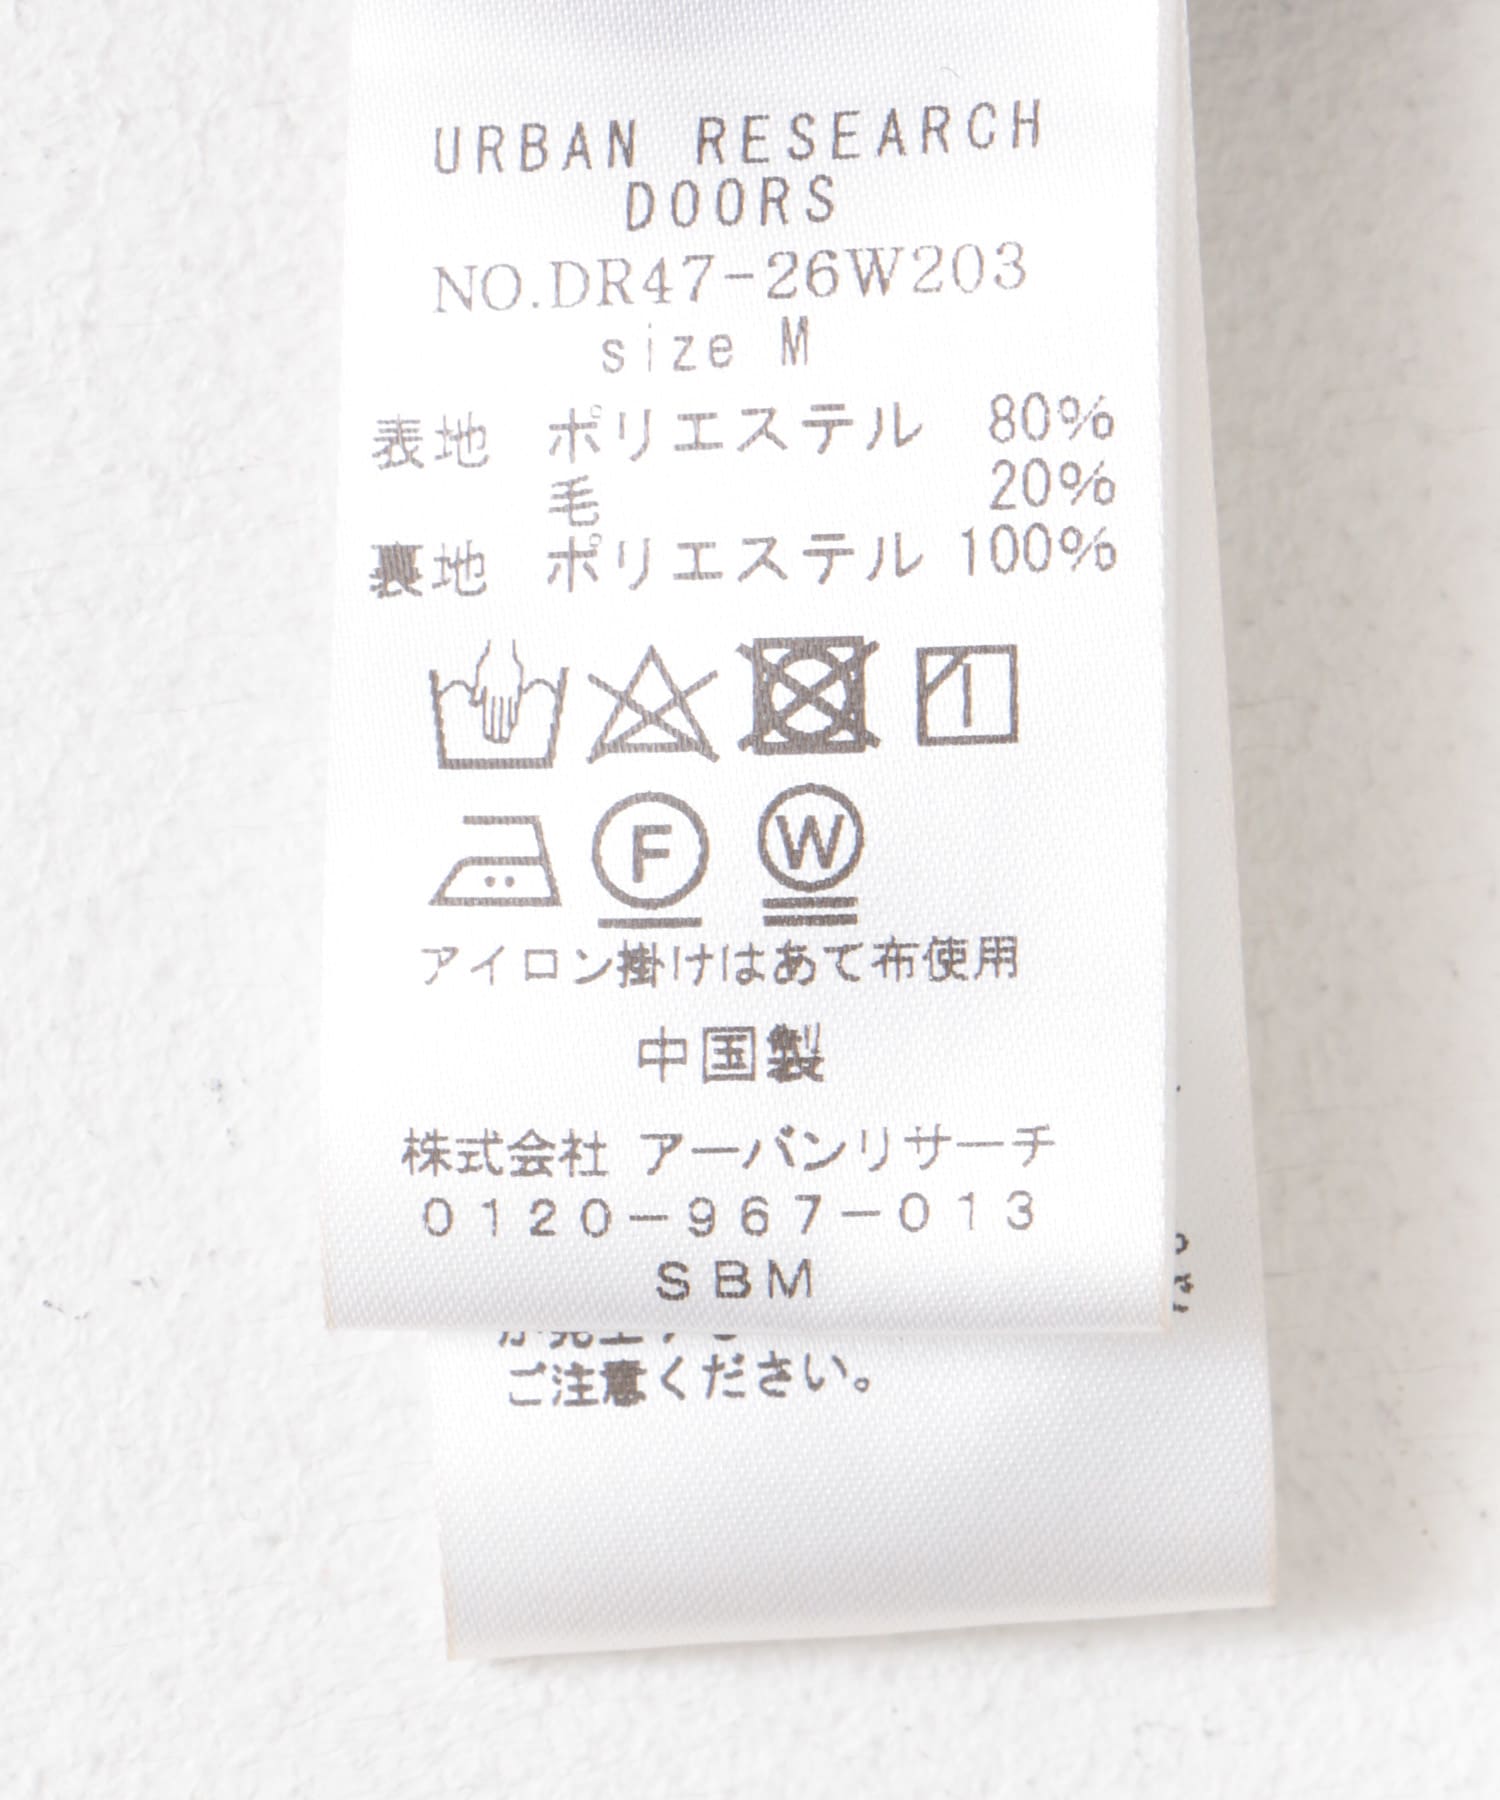 URBAN RESEARCH
DOORS
NO.DR47-26W203
size M
表地 ポリエステル 80%
毛 20%
裏地 ポリエステル 100%
F W
アイロン掛けはあて布使用
中国製
株式会社 アーバンリサーチ
0120-967-013
SBM
ご注意ください。